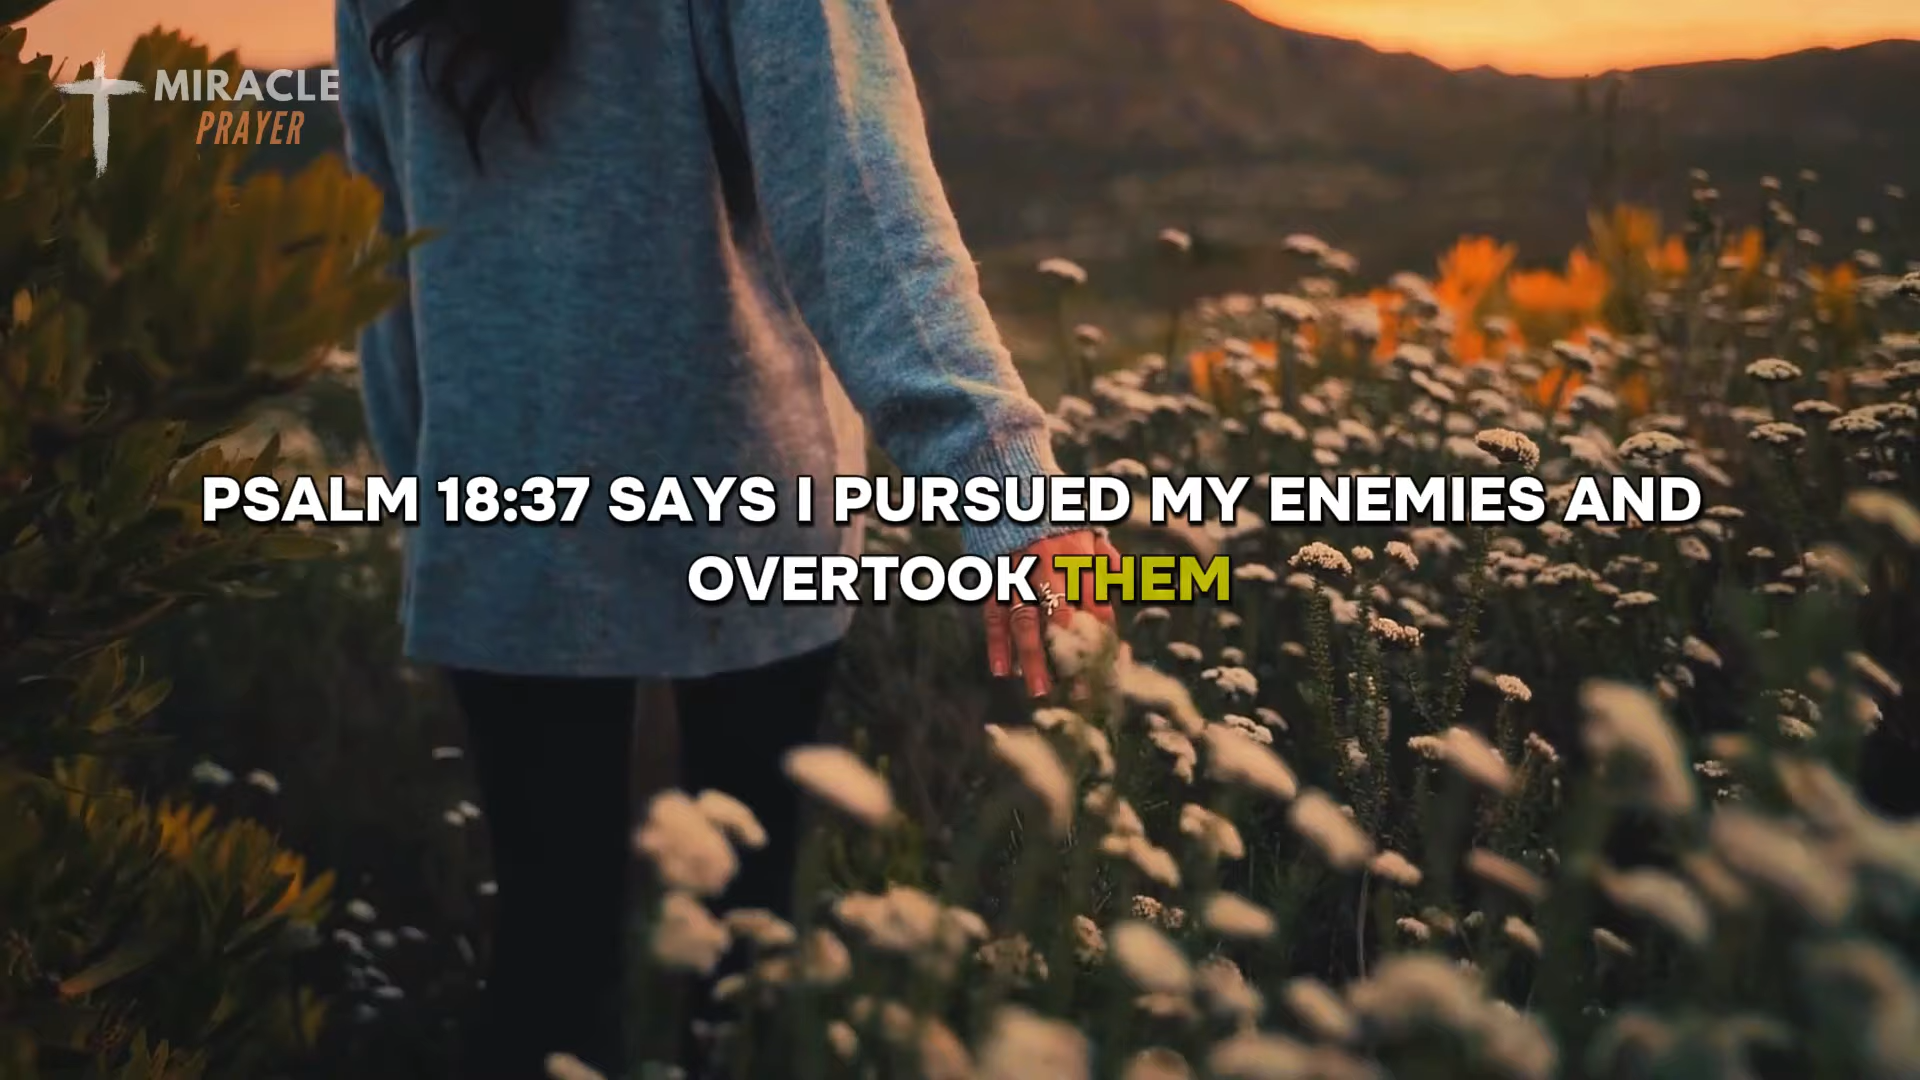 MIRACLE
PRAYER
PSALM 18:37 SAYS I PURSUED MY ENEMIES AND
OVERTOOK THEM